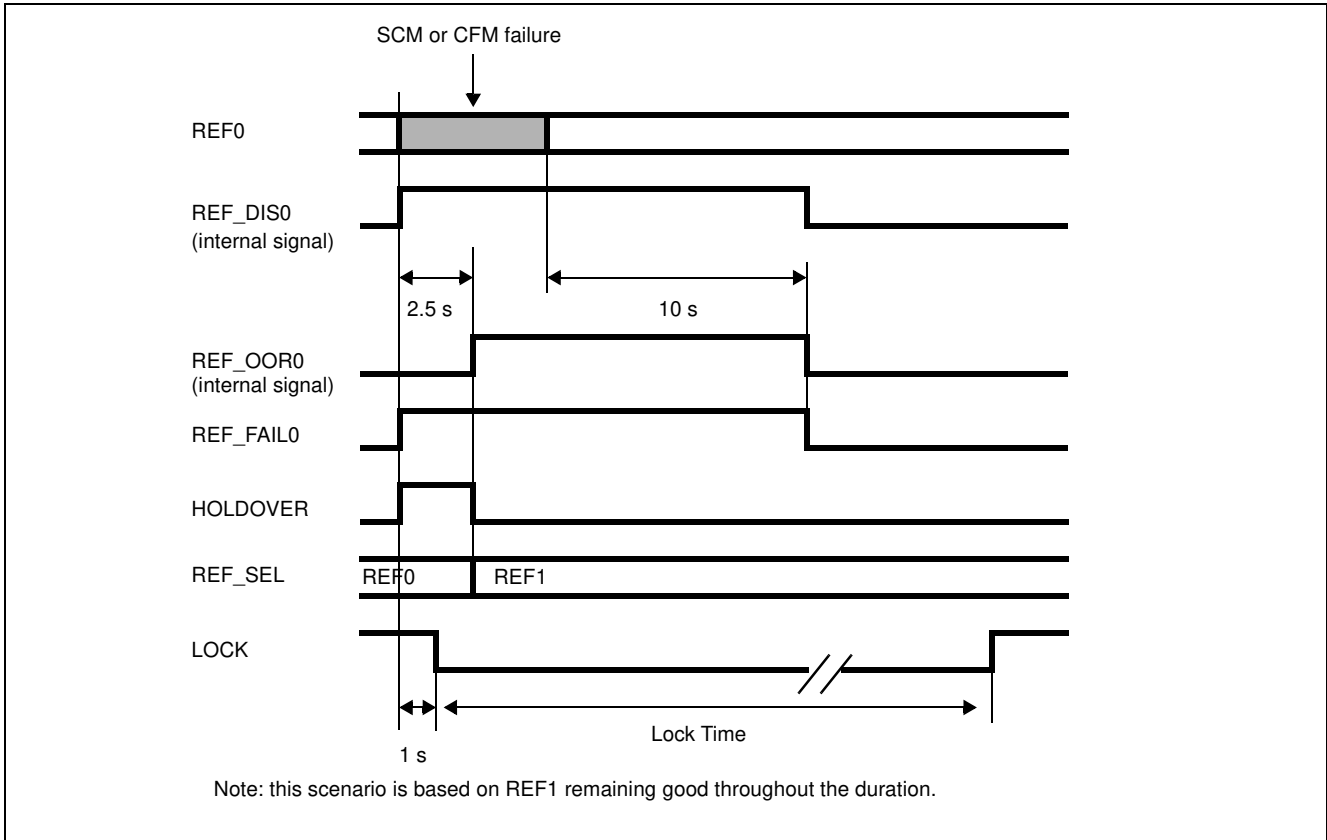 SCM or CFM failure
REF0
REF_DIS0
(internal signal)
2.5 s
10 s
REF_OOR0
(internal signal)
REF_FAIL0
HOLDOVER
REF_SEL
REF0
REF1
LOCK
Lock Time
1 s
Note: this scenario is based on REF1 remaining good throughout the duration.